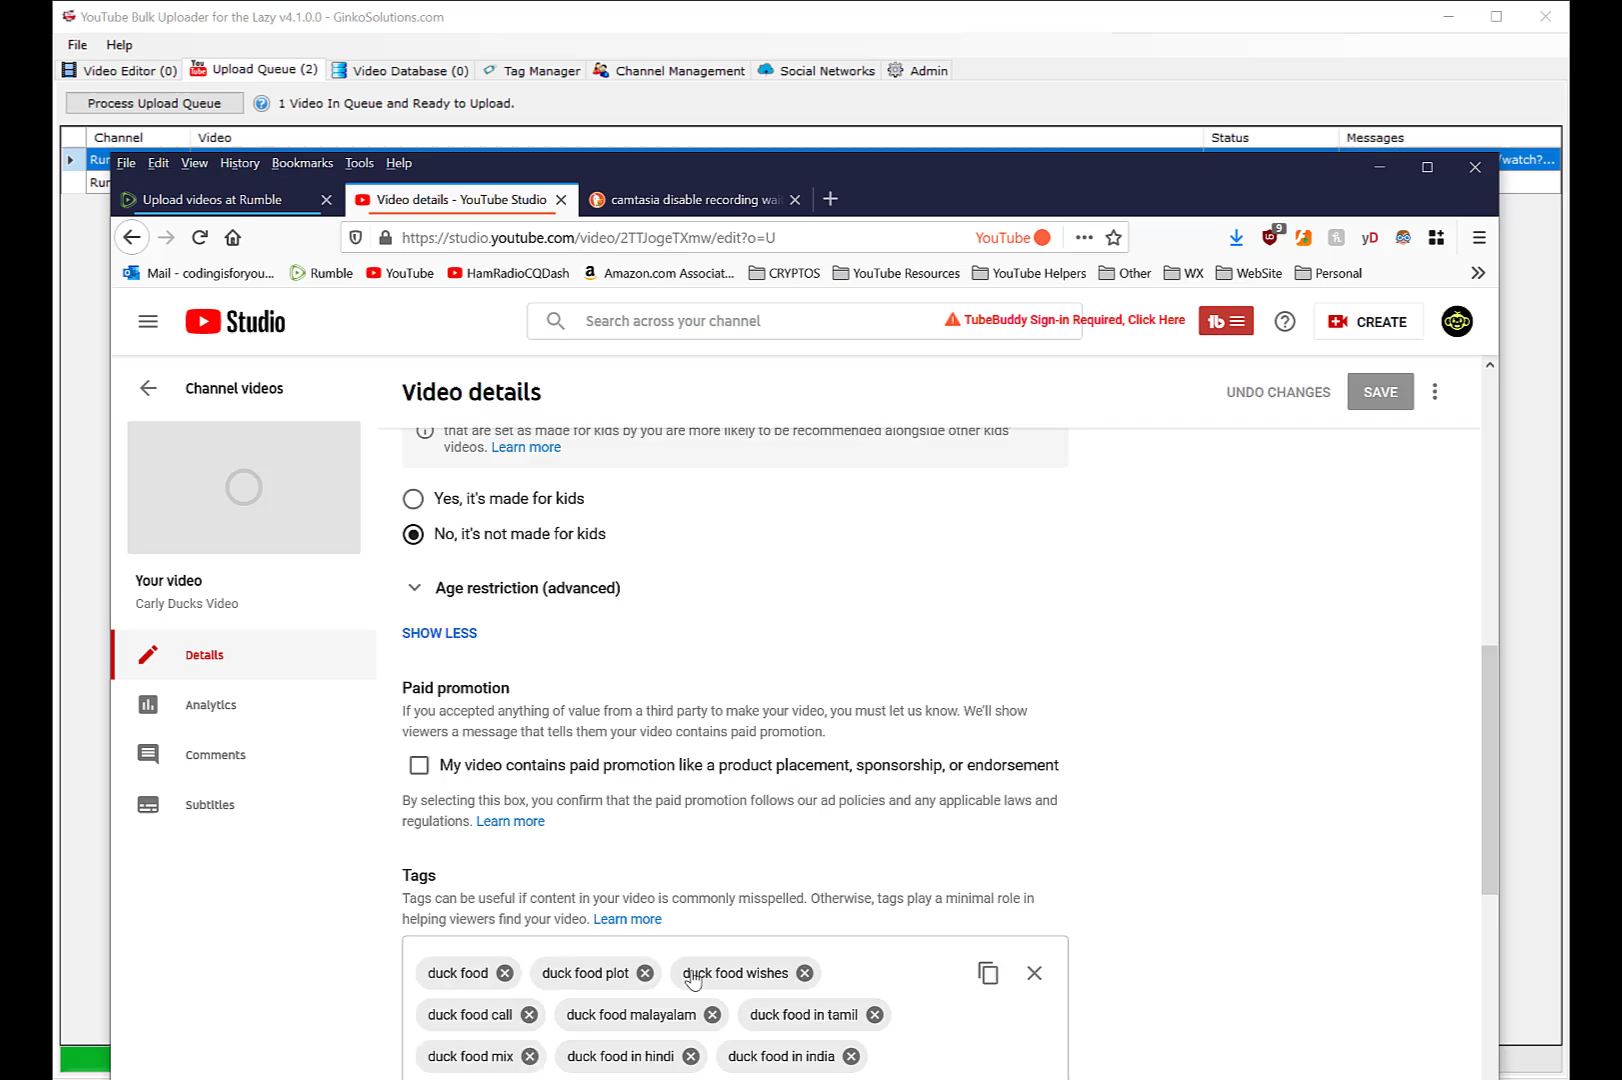 YouTube Bulk Uploader for the Lazy v4.1.0.0 - GinkoSolutions.com
File Help
Video Editor (0) Upload Queue (2) Video Database (0) Tag Manager Channel Management Social Networks Admin
Process Upload Queue 1 Video In Queue and Ready to Upload.
Channel Video Status Messages
watch?...
File Edit View History Bookmarks Tools Help
Upload videos at Rumble Video details - YouTube Studio camtasia disable recording wai
https://studio.youtube.com/video/2TTJogeTXmw/edit?o=U YouTube 9 yD
Mail - codingisforyou... Rumble YouTube HamRadioCQDash Amazon.com Associat... CRYPTOS YouTube Resources YouTube Helpers Other WX WebSite Personal
Studio Search across your channel TubeBuddy Sign-in Required, Click Here tb CREATE
Channel videos Video details UNDO CHANGES SAVE
that are set as made for kids by you are more likely to be recommended alongside other kids'
videos. Learn more
Yes, it's made for kids
No, it's not made for kids
Age restriction (advanced)
SHOW LESS
Your video
Carly Ducks Video
Details
Analytics
Comments
Subtitles
Paid promotion
If you accepted anything of value from a third party to make your video, you must let us know. We'll show
viewers a message that tells them your video contains paid promotion.
My video contains paid promotion like a product placement, sponsorship, or endorsement
By selecting this box, you confirm that the paid promotion follows our ad policies and any applicable laws and
regulations. Learn more
Tags
Tags can be useful if content in your video is commonly misspelled. Otherwise, tags play a minimal role in
helping viewers find your video. Learn more
duck food duck food plot duck food wishes
duck food call duck food malayalam duck food in tamil
duck food mix duck food in hindi duck food in india